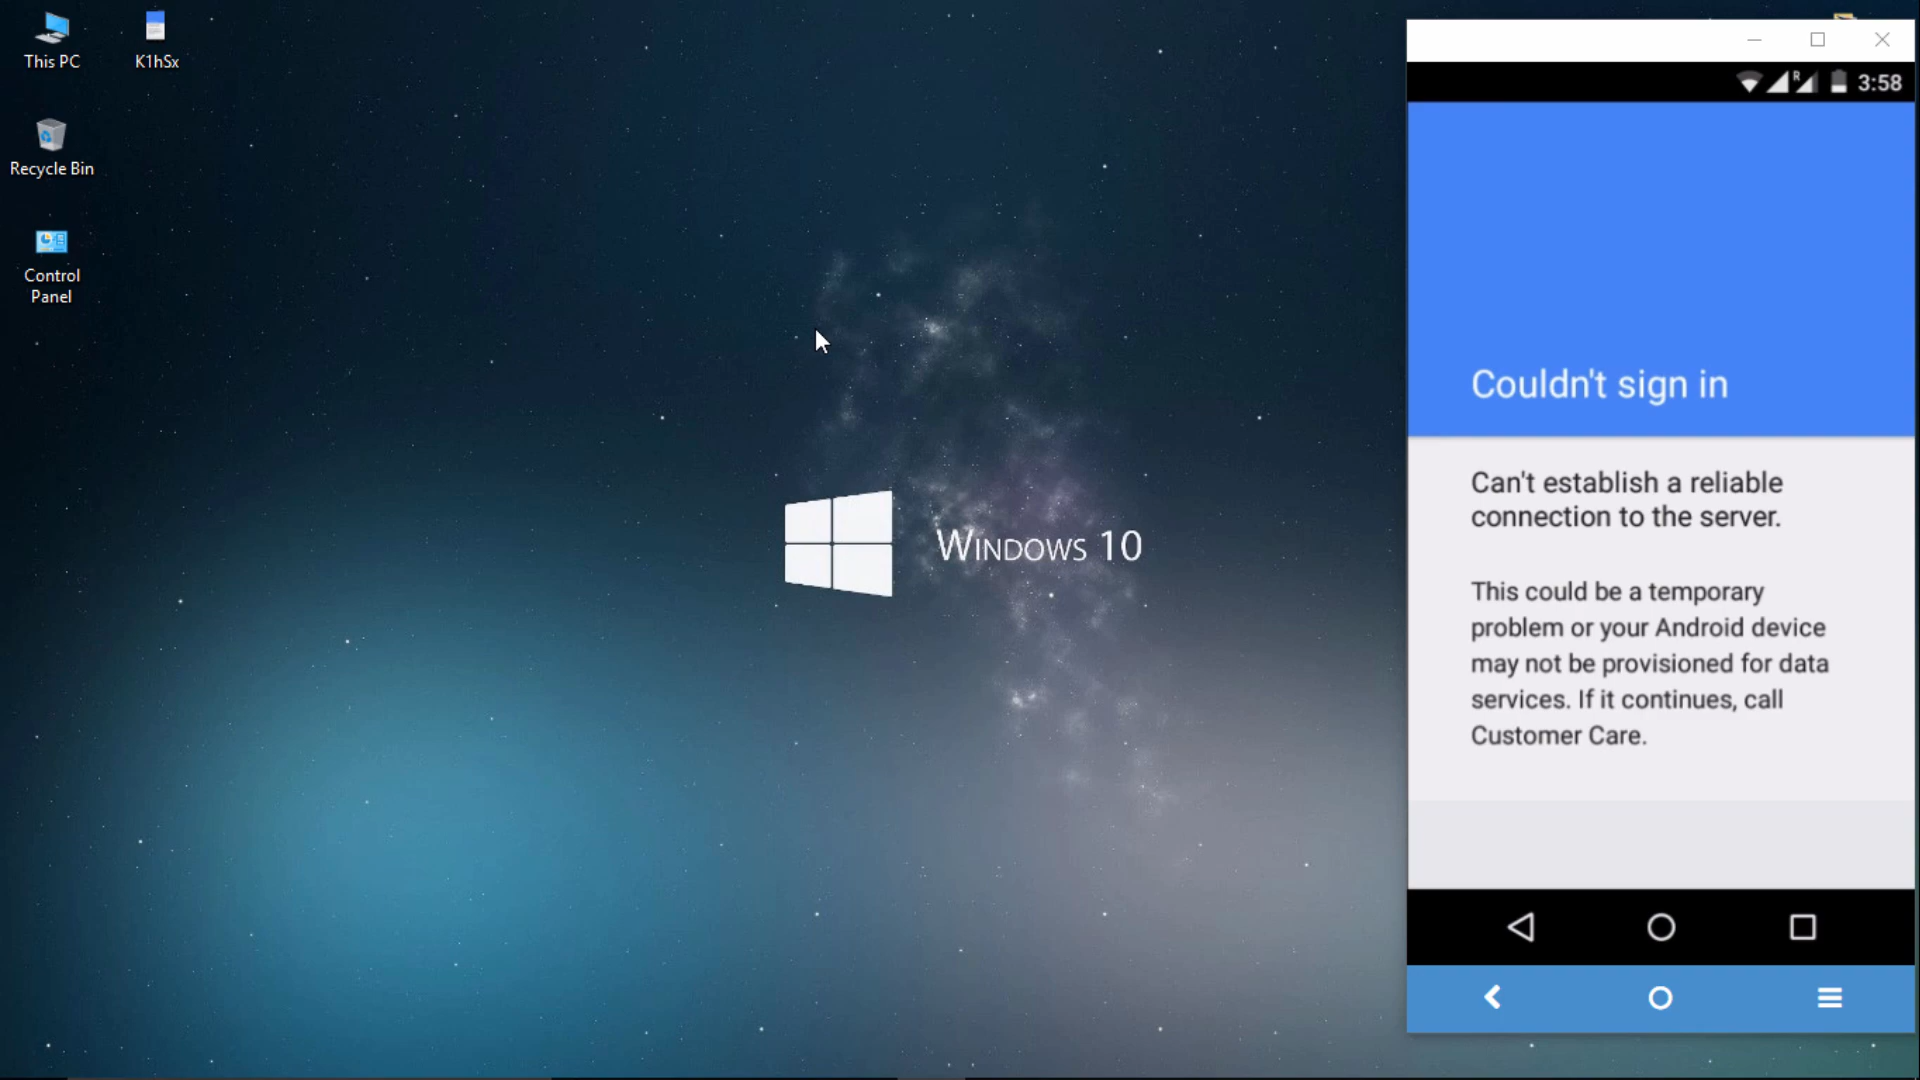 This PC
K1hSx
Recycle Bin
Control
Panel
WINDOWS 10
R
3:58
Couldn't sign in
Can't establish a reliable
connection to the server.
This could be a temporary
problem or your Android device
may not be provisioned for data
services. If it continues, call
Customer Care.